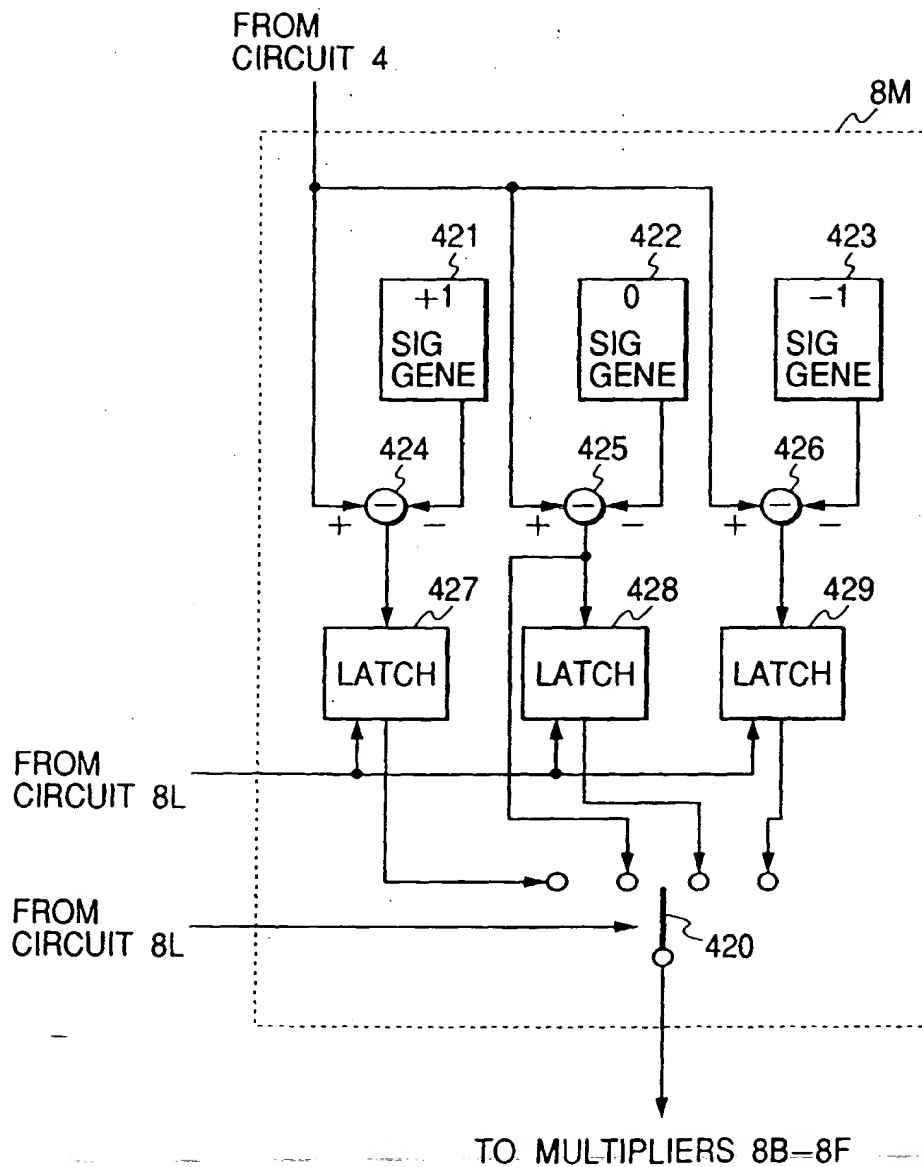 FROM
CIRCUIT 4
8M
421
422
423
+1
SIG
GENE
0
SIG
GENE
−1
SIG
GENE
424
425
426
−
−
−
+
−
+
−
+
−
427
428
429
LATCH
LATCH
LATCH
FROM
CIRCUIT 8L
FROM
CIRCUIT 8L
420
TO MULTIPLIERS 8B−8F